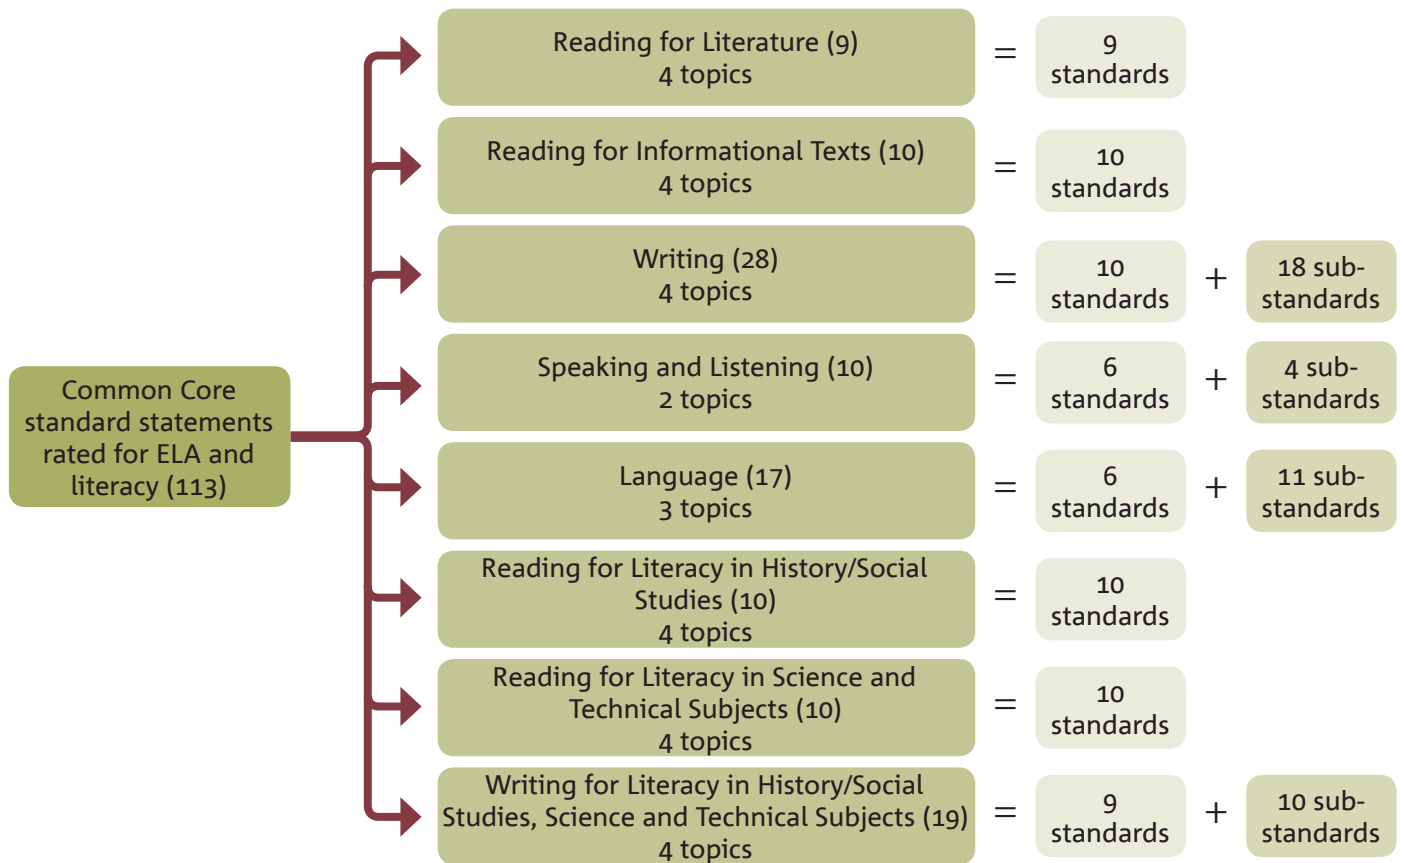 Common Core
standard statements
rated for ELA and
literacy (113)
Reading for Literature (9)
4 topics
=
9
standards
Reading for Informational Texts (10)
4 topics
=
10
standards
Writing (28)
4 topics
=
10
standards
+
18 sub-
standards
Speaking and Listening (10)
2 topics
=
6
standards
+
4 sub-
standards
Language (17)
3 topics
=
6
standards
+
11 sub-
standards
Reading for Literacy in History/Social
Studies (10)
4 topics
=
10
standards
Reading for Literacy in Science and
Technical Subjects (10)
4 topics
=
10
standards
Writing for Literacy in History/Social
Studies, Science and Technical Subjects (19)
4 topics
=
9
standards
+
10 sub-
standards